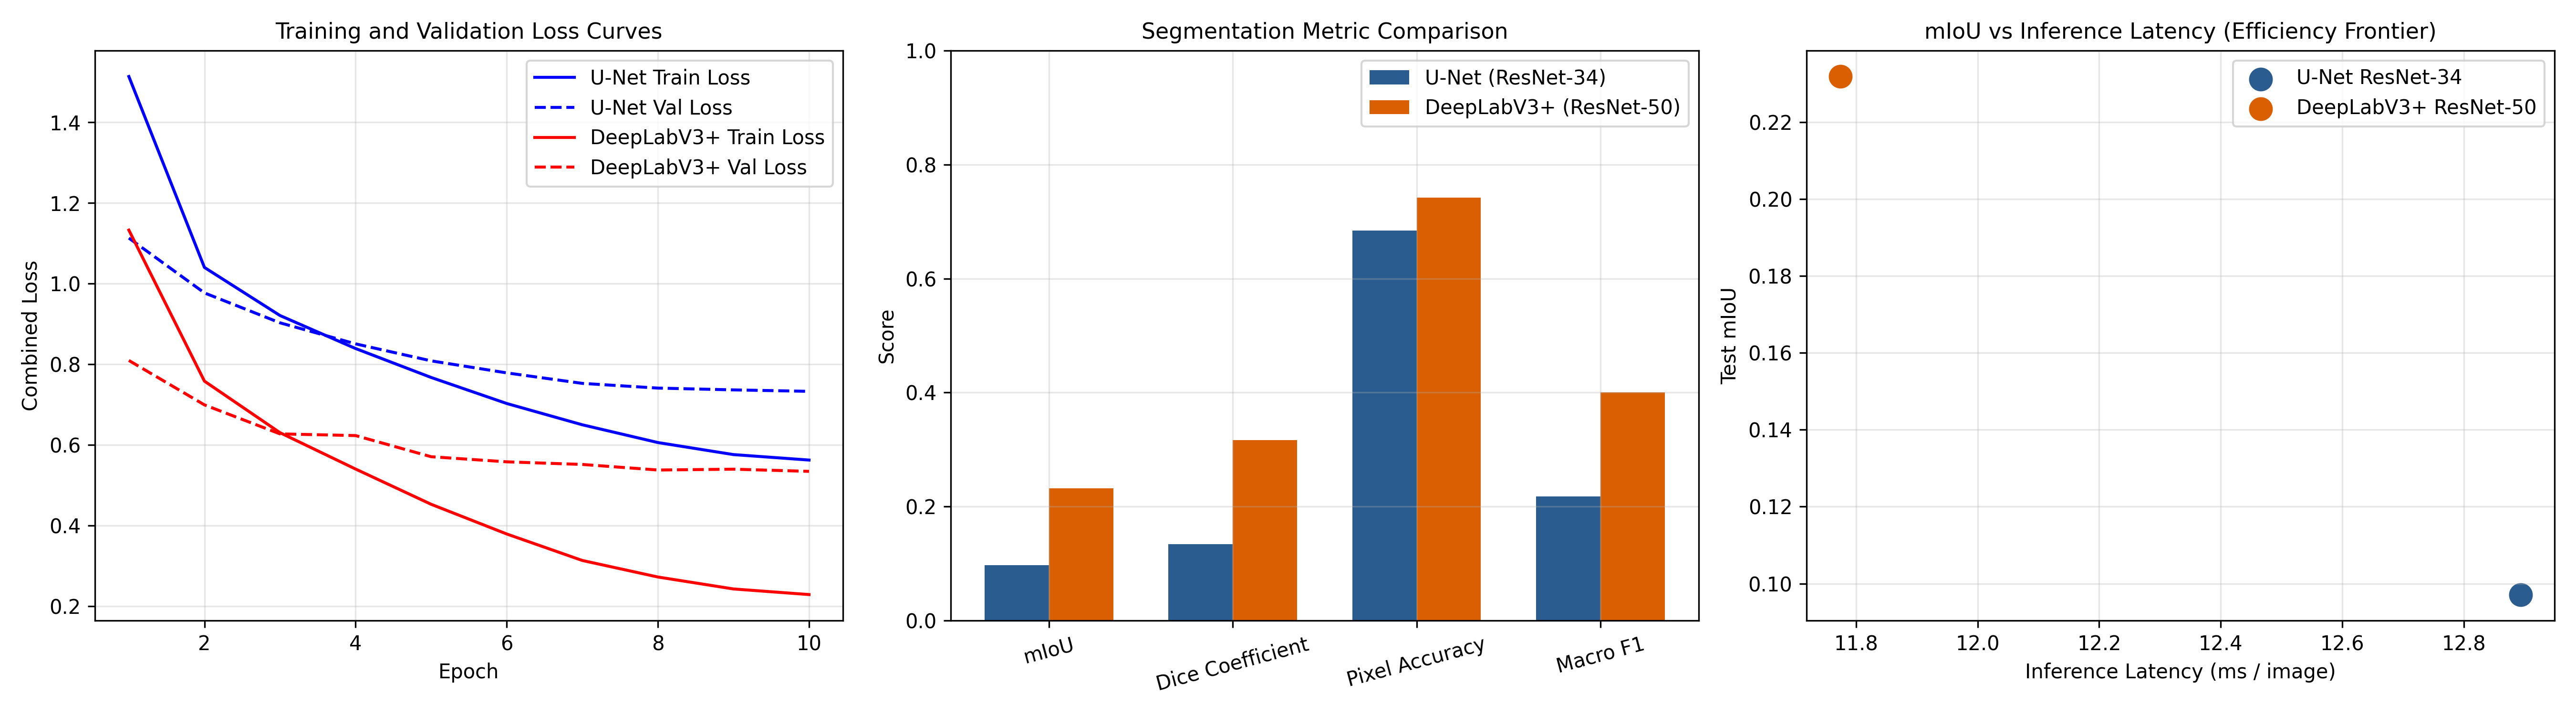 Training and Validation Loss Curves
U-Net Train Loss
U-Net Val Loss
DeepLabV3+ Train Loss
DeepLabV3+ Val Loss
Combined Loss
1.4
1.2
1.0
0.8
0.6
0.4
0.2
2
4
6
8
10
Epoch
Segmentation Metric Comparison
U-Net (ResNet-34)
DeepLabV3+ (ResNet-50)
Score
1.0
0.8
0.6
0.4
0.2
0.0
mIoU
Dice Coefficient
Pixel Accuracy
Macro F1
mIoU vs Inference Latency (Efficiency Frontier)
U-Net ResNet-34
DeepLabV3+ ResNet-50
Test mIoU
0.22
0.20
0.18
0.16
0.14
0.12
0.10
11.8
12.0
12.2
12.4
12.6
12.8
Inference Latency (ms / image)